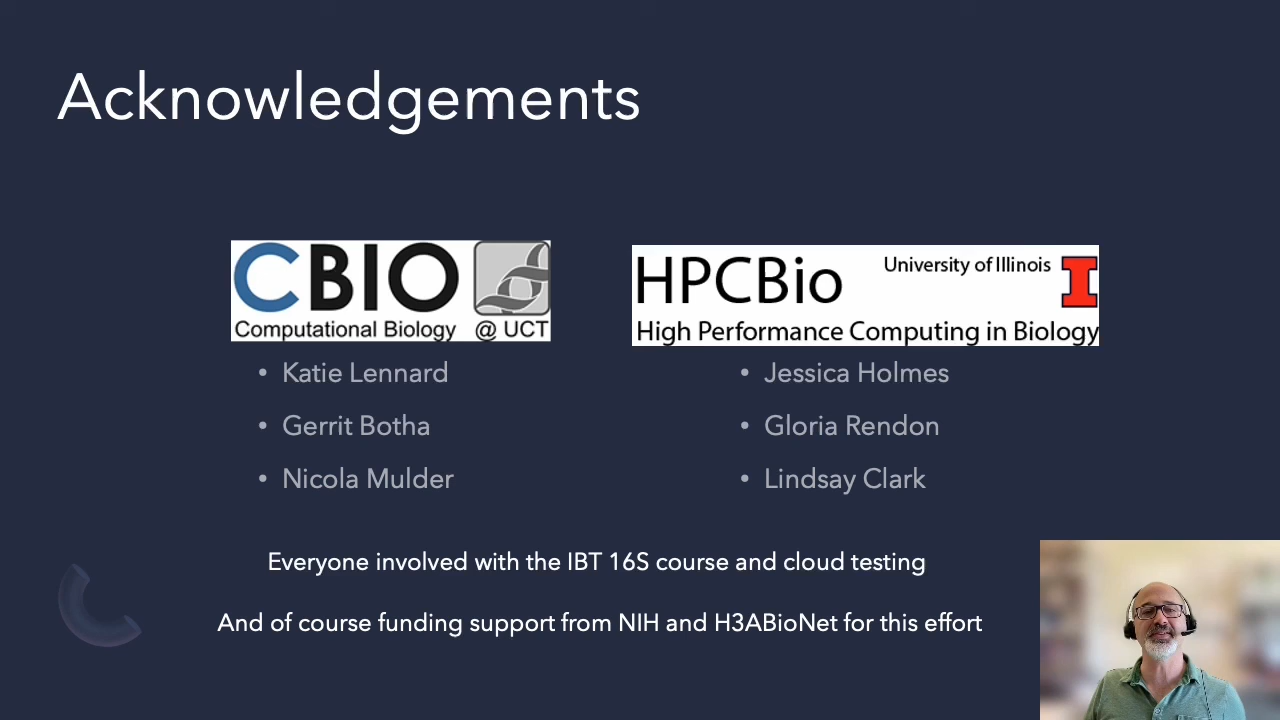 Acknowledgements
CBIO
Computational Biology @ UCT
• Katie Lennard
• Gerrit Botha
• Nicola Mulder
HPCBio
University of Illinois
I
High Performance Computing in Biology
• Jessica Holmes
• Gloria Rendon
• Lindsay Clark
Everyone involved with the IBT 16S course and cloud testing
And of course funding support from NIH and H3ABioNet for this effort